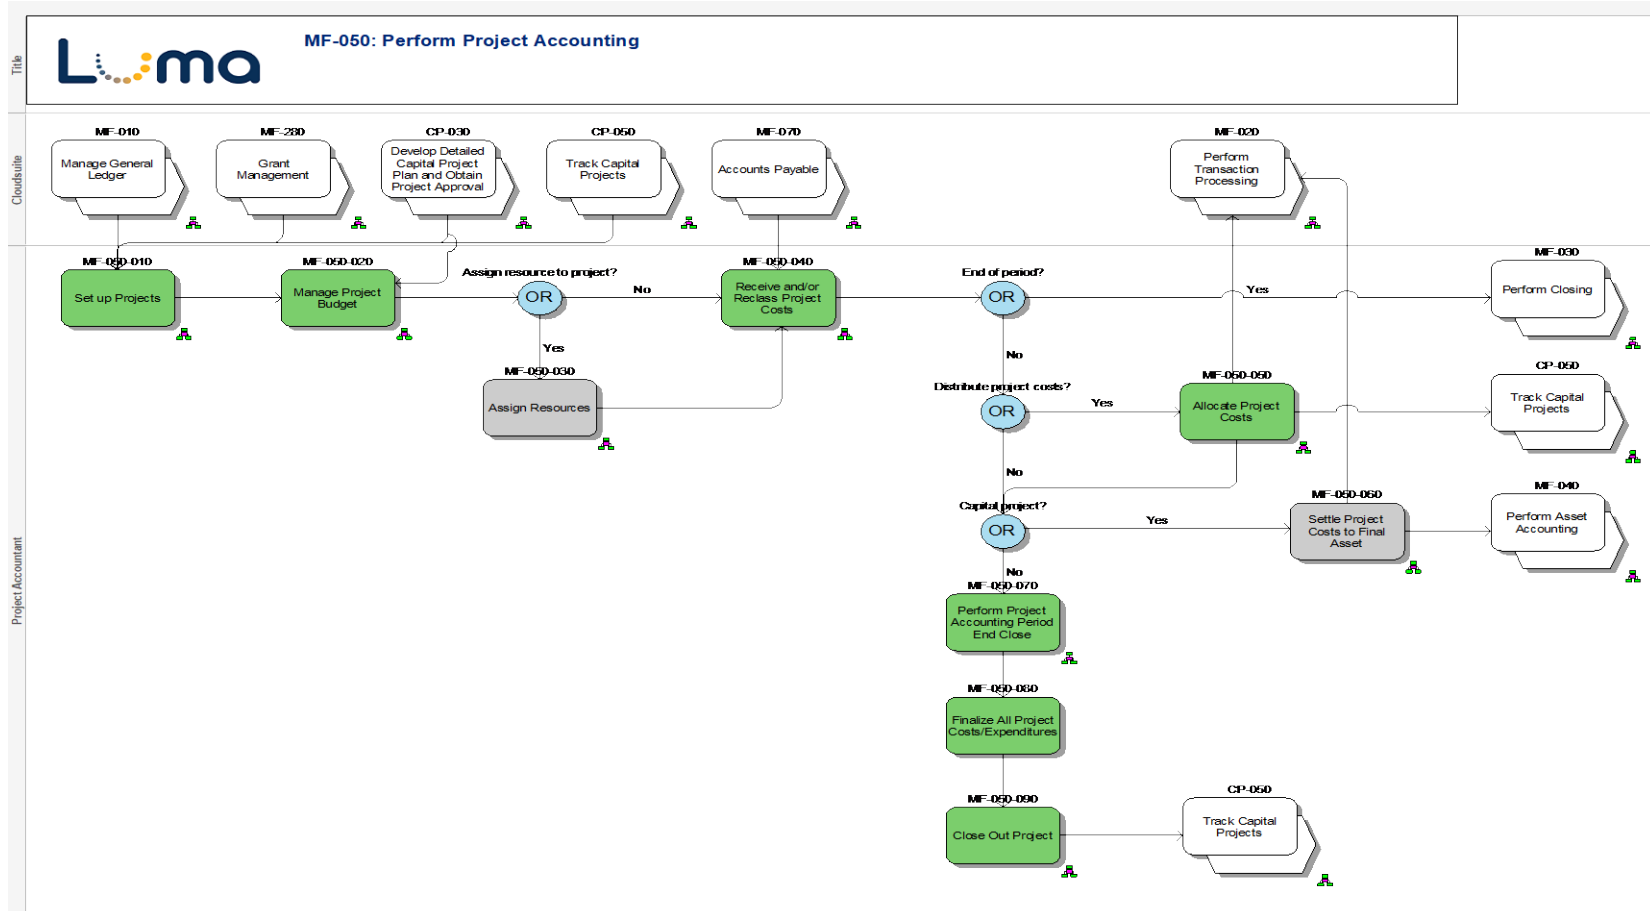 Title
Luma
MF-050: Perform Project Accounting
Cloudsuite
MF-010
Manage General
Ledger
MF-280
Grant
Management
CP-030
Develop Detailed
Capital Project
Plan and Obtain
Project Approval
CP-050
Track Capital
Projects
MF-070
Accounts Payable
MF-020
Perform
Transaction
Processing
Project Accountant
MF-050-010
Set up Projects
MF-050-020
Manage Project
Budget
Assign resource to project?
OR
No
Yes
MF-050-030
Assign Resources
MF-050-040
Receive and/or
Reclass Project
Costs
End of period?
OR
Yes
No
MF-030
Perform Closing
Distribute project costs?
OR
Yes
No
MF-050-050
Allocate Project
Costs
CP-050
Track Capital
Projects
Capital project?
OR
Yes
No
MF-050-060
Settle Project
Costs to Final
Asset
MF-040
Perform Asset
Accounting
MF-050-070
Perform Project
Accounting Period
End Close
MF-050-080
Finalize All Project
Costs/Expenditures
MF-050-090
Close Out Project
CP-050
Track Capital
Projects